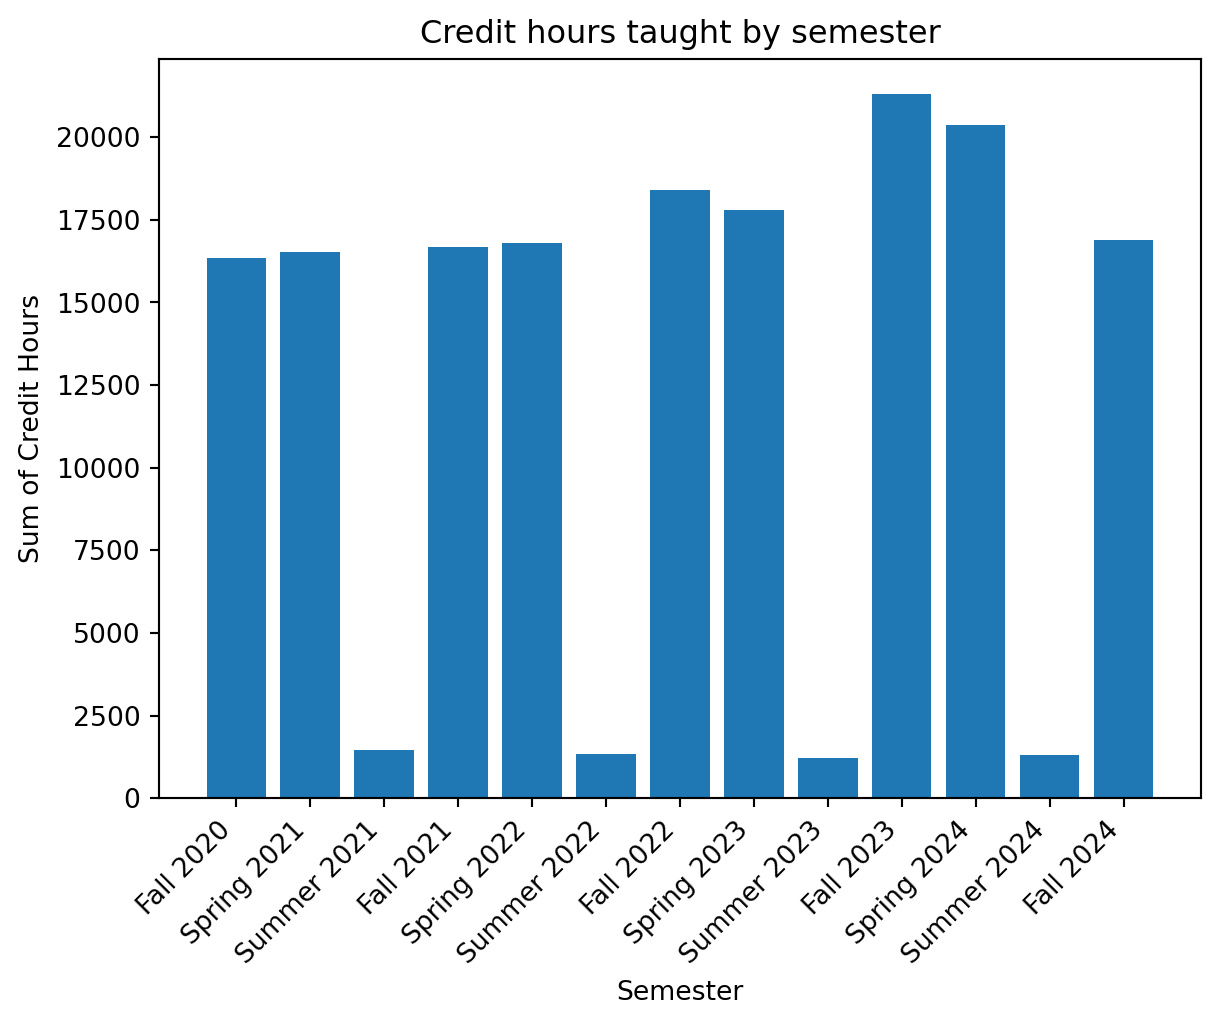 Credit hours taught by semester
Sum of Credit Hours
20000
17500
15000
12500
10000
7500
5000
2500
0
Fall 2020
Spring 2021
Summer 2021
Fall 2021
Spring 2022
Summer 2022
Fall 2022
Spring 2023
Summer 2023
Fall 2023
Spring 2024
Summer 2024
Fall 2024
Semester